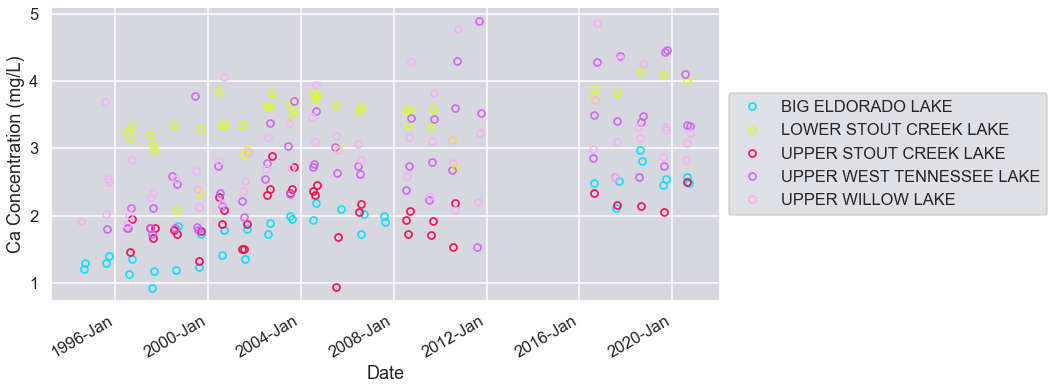 5
4
3
2
1
Ca Concentration (mg/L)
1996-Jan
2000-Jan
2004-Jan
2008-Jan
2012-Jan
2016-Jan
2020-Jan
Date
BIG ELDORADO LAKE
LOWER STOUT CREEK LAKE
UPPER STOUT CREEK LAKE
UPPER WEST TENNESSEE LAKE
UPPER WILLOW LAKE